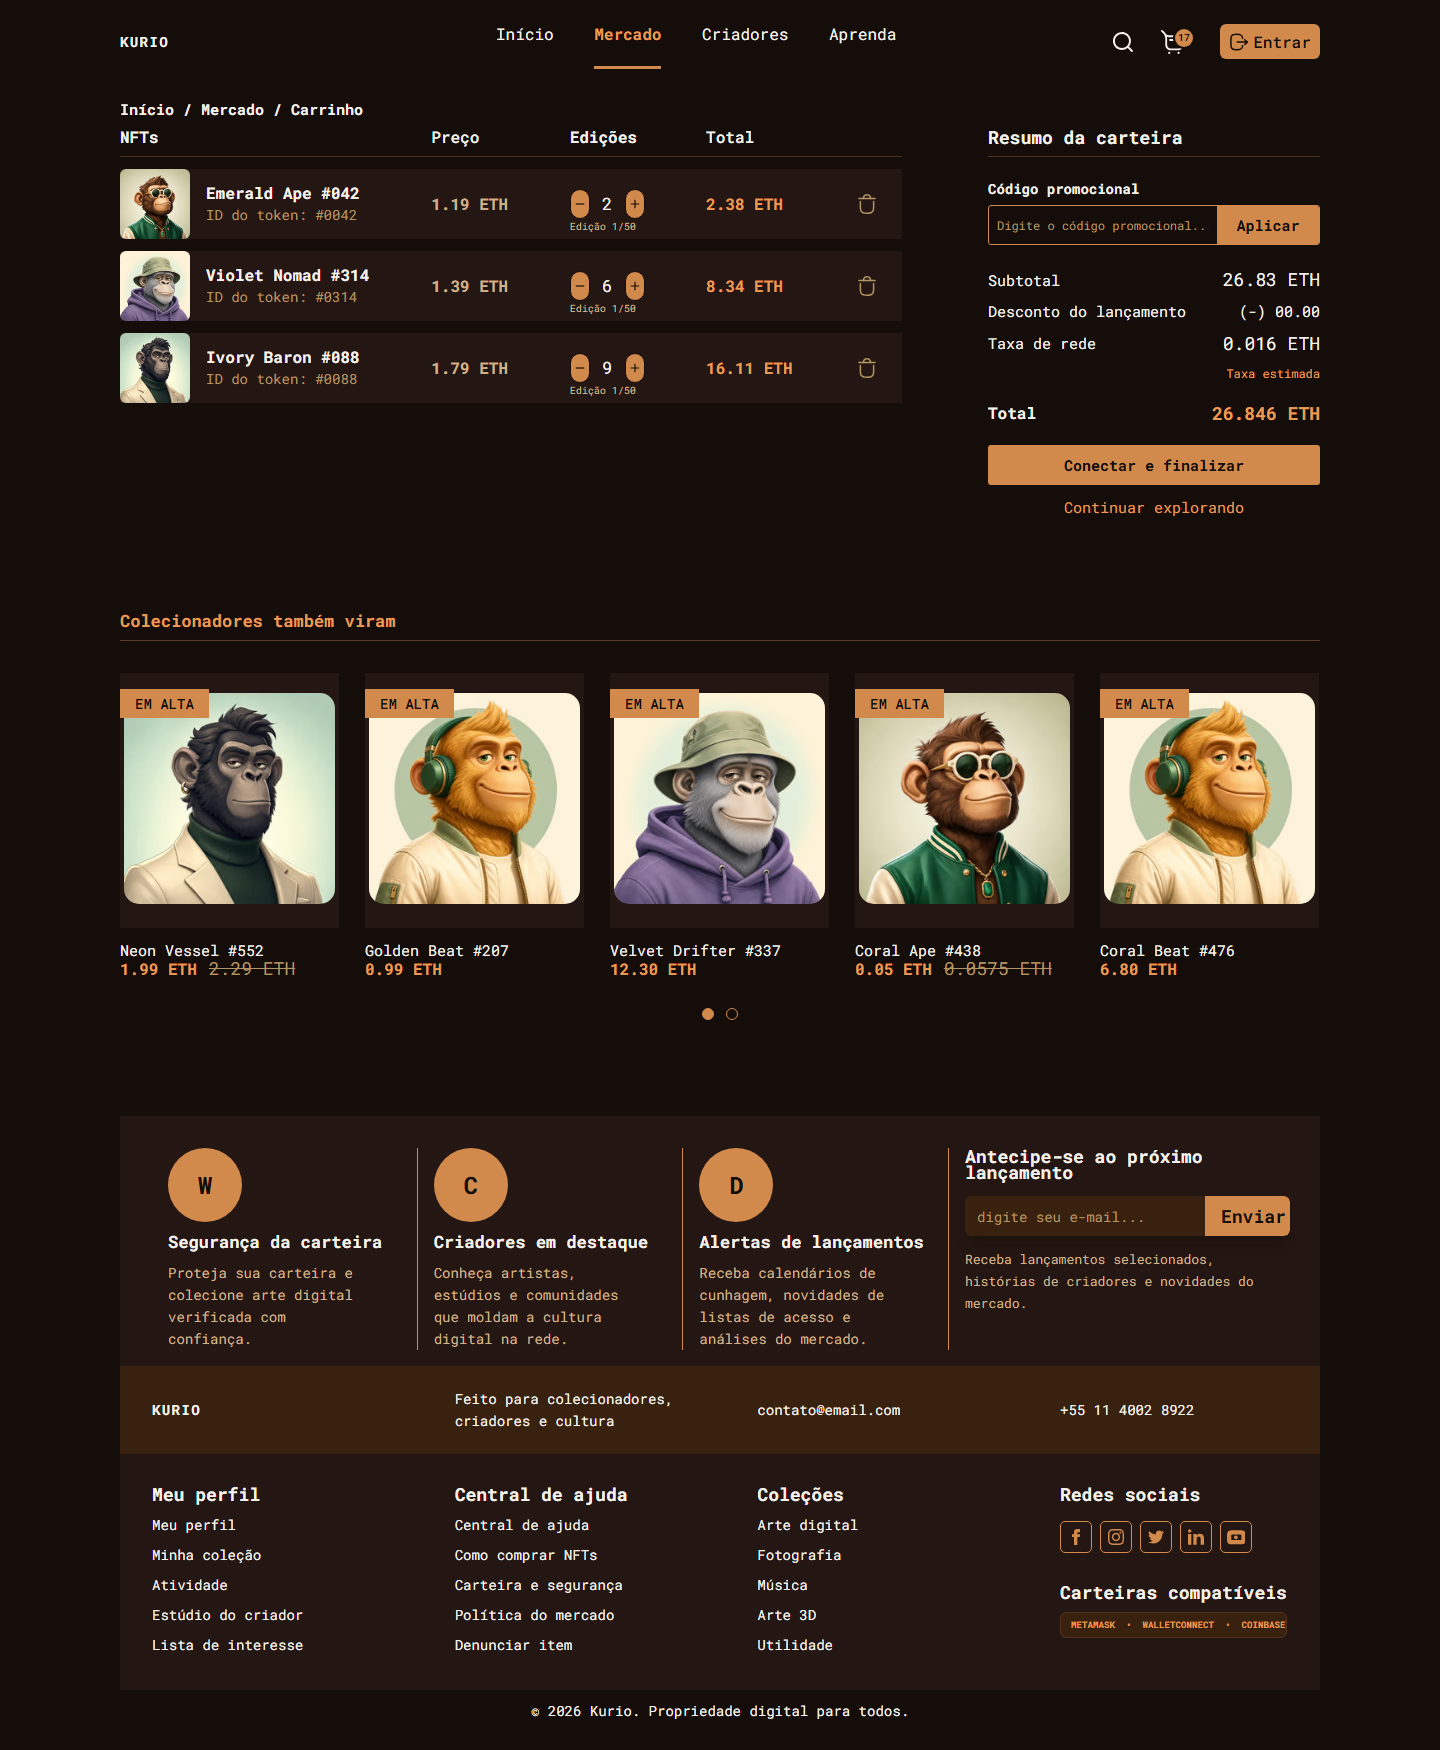 KURIO
Início
Mercado
Criadores
Aprenda
17
Entrar
Início / Mercado / Carrinho
NFTs
Preço
Edições
Total
Emerald Ape #042
ID do token: #0042
1.19 ETH
2
Edição 1/50
2.38 ETH
Violet Nomad #314
ID do token: #0314
1.39 ETH
6
Edição 1/50
8.34 ETH
Ivory Baron #088
ID do token: #0088
1.79 ETH
9
Edição 1/50
16.11 ETH
Resumo da carteira
Código promocional
Digite o código promocional..
Aplicar
Subtotal
26.83 ETH
Desconto do lançamento
(-) 00.00
Taxa de rede
0.016 ETH
Taxa estimada
Total
26.846 ETH
Conectar e finalizar
Continuar explorando
Colecionadores também viram
EM ALTA
Neon Vessel #552
1.99 ETH 2.29 ETH
EM ALTA
Golden Beat #207
0.99 ETH
EM ALTA
Velvet Drifter #337
12.30 ETH
EM ALTA
Coral Ape #438
0.05 ETH 0.0575 ETH
EM ALTA
Coral Beat #476
6.80 ETH
W
Segurança da carteira
Proteja sua carteira e
colecione arte digital
verificada com
confiança.
C
Criadores em destaque
Conheça artistas,
estúdios e comunidades
que moldam a cultura
digital na rede.
D
Alertas de lançamentos
Receba calendários de
cunhagem, novidades de
listas de acesso e
análises do mercado.
Antecipe-se ao próximo
lançamento
digite seu e-mail...
Enviar
Receba lançamentos selecionados,
histórias de criadores e novidades do
mercado.
KURIO
Feito para colecionadores,
criadores e cultura
contato@email.com
+55 11 4002 8922
Meu perfil
Meu perfil
Minha coleção
Atividade
Estúdio do criador
Lista de interesse
Central de ajuda
Central de ajuda
Como comprar NFTs
Carteira e segurança
Política do mercado
Denunciar item
Coleções
Arte digital
Fotografia
Música
Arte 3D
Utilidade
Redes sociais
Carteiras compatíveis
METAMASK · WALLETCONNECT · COINBASE
© 2026 Kurio. Propriedade digital para todos.